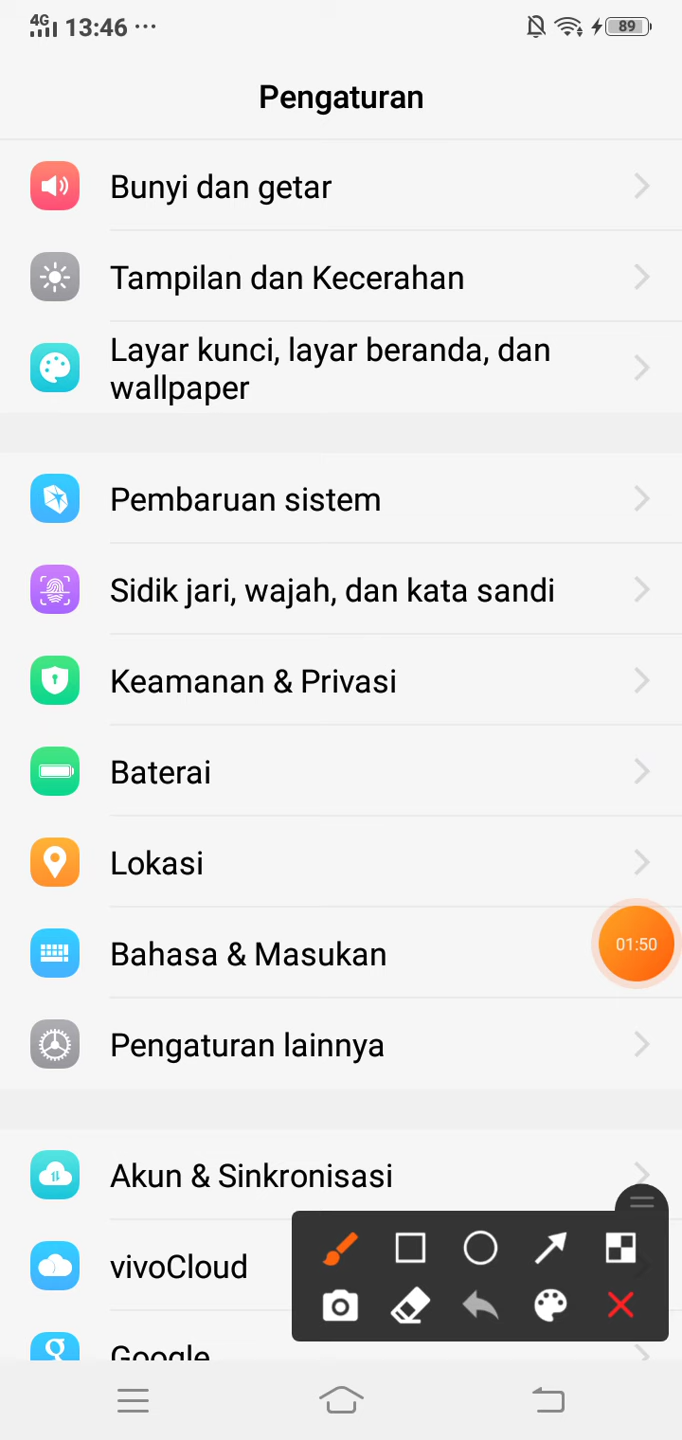 4G 13:46 ··· 89
Pengaturan
Bunyi dan getar
Tampilan dan Kecerahan
Layar kunci, layar beranda, dan
wallpaper
Pembaruan sistem
Sidik jari, wajah, dan kata sandi
Keamanan & Privasi
Baterai
Lokasi
01:50
Bahasa & Masukan
Pengaturan lainnya
Akun & Sinkronisasi
vivoCloud
Google